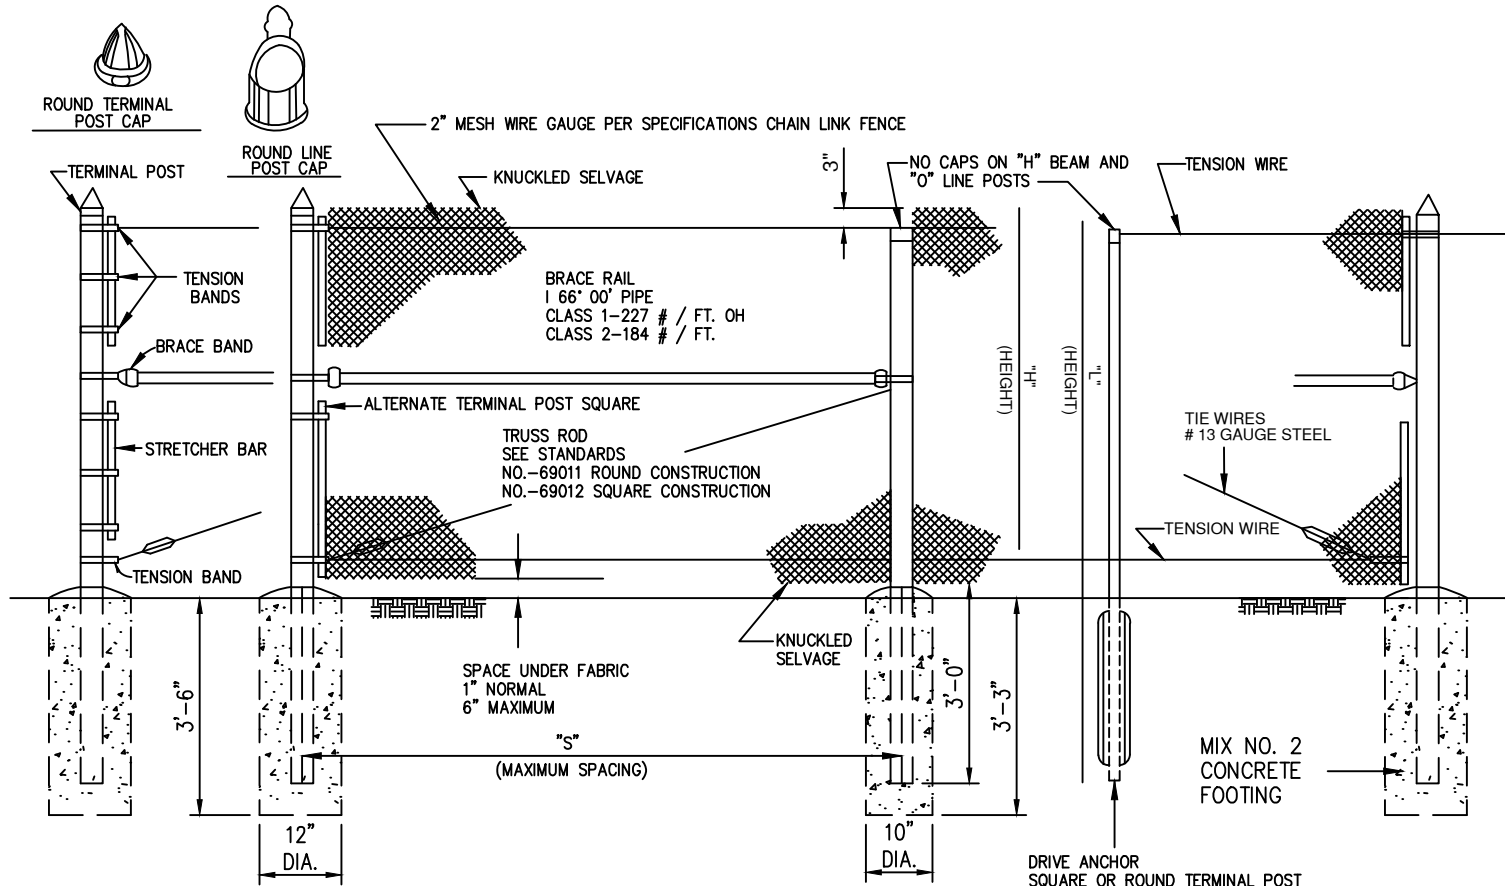 ROUND TERMINAL
POST CAP
ROUND LINE
POST CAP
2" MESH WIRE GAUGE PER SPECIFICATIONS CHAIN LINK FENCE
TERMINAL POST
KNUCKLED SELVAGE
3"
NO CAPS ON "H" BEAM AND
"O" LINE POSTS
TENSION WIRE
TENSION
BANDS
BRACE RAIL
I 66° 00' PIPE
CLASS 1-227 # / FT. OH
CLASS 2-184 # / FT.
BRACE BAND
"H"
(HEIGHT)
"L"
(HEIGHT)
ALTERNATE TERMINAL POST SQUARE
STRETCHER BAR
TRUSS ROD
SEE STANDARDS
NO.-69011 ROUND CONSTRUCTION
NO.-69012 SQUARE CONSTRUCTION
TIE WIRES
# 13 GAUGE STEEL
TENSION WIRE
TENSION BAND
KNUCKLED
SELVAGE
SPACE UNDER FABRIC
1" NORMAL
6" MAXIMUM
3'-6"
3'-0"
3'-3"
"S"
(MAXIMUM SPACING)
MIX NO. 2
CONCRETE
FOOTING
12"
DIA.
10"
DIA.
DRIVE ANCHOR
SQUARE OR ROUND TERMINAL POST